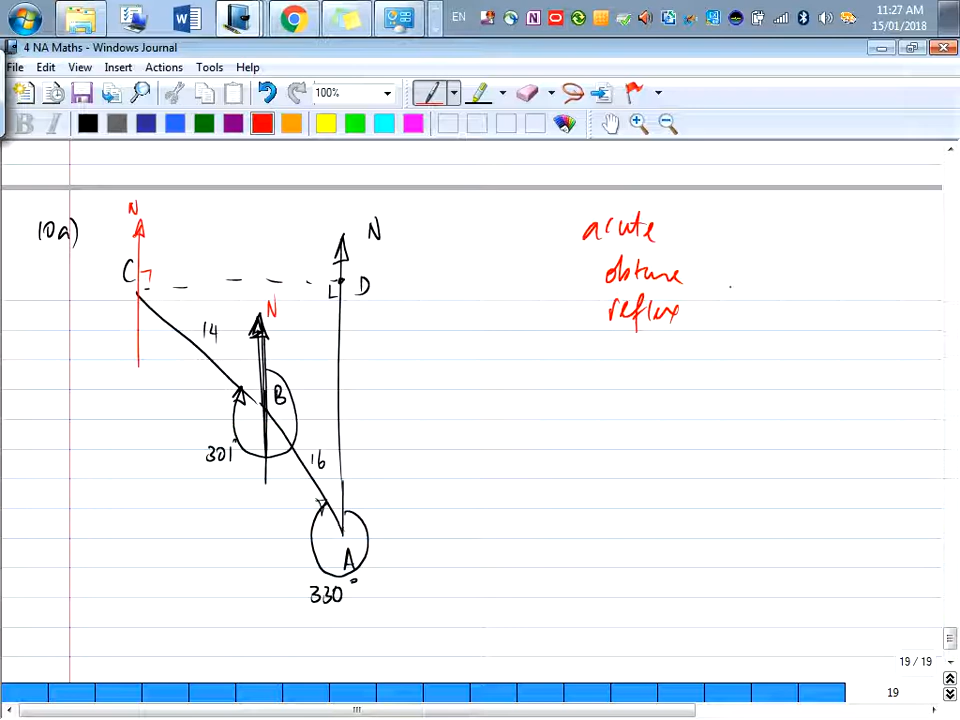 EN
11:27 AM
15/01/2018
4 NA Maths - Windows Journal
File Edit View Insert Actions Tools Help
100%
B I
10a)
N
N
C
D
N
14
B
301°
16
A
330°
acute
obtuse
reflex
19 / 19
19